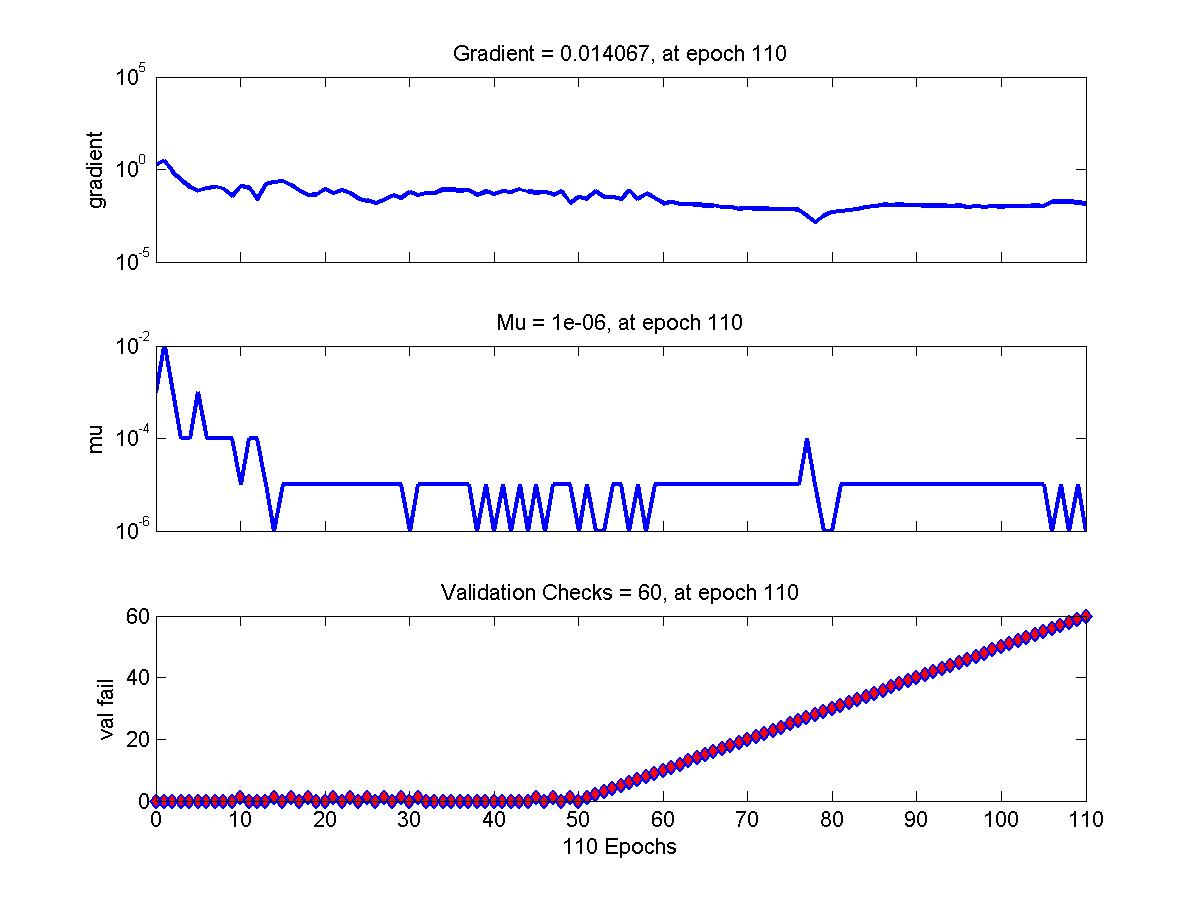 Gradient = 0.014067, at epoch 110
10^5
10^0
10^-5
gradient
Mu = 1e-06, at epoch 110
10^-2
10^-4
10^-6
mu
Validation Checks = 60, at epoch 110
60
40
20
0
val fail
0 10 20 30 40 50 60 70 80 90 100 110
110 Epochs